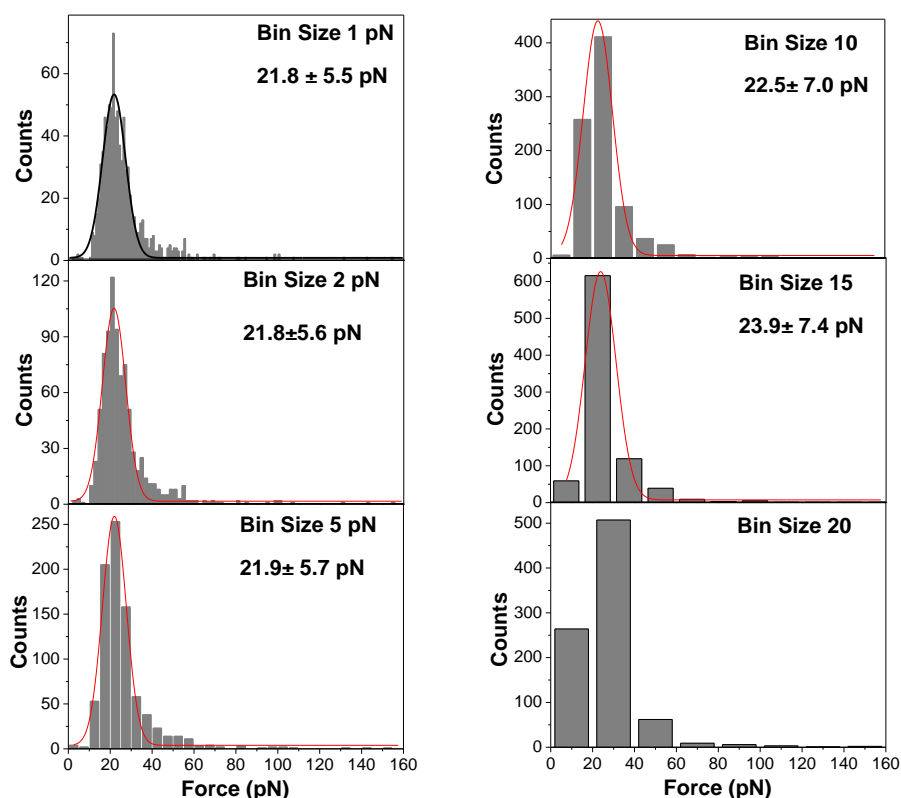 Bin Size 1 pN
21.8 ± 5.5 pN
Counts
60
40
20
0
Bin Size 2 pN
21.8±5.6 pN
Counts
120
90
60
30
0
Bin Size 5 pN
21.9± 5.7 pN
Counts
250
200
150
100
50
0
0 20 40 60 80 100 120 140 160
Force (pN)
Bin Size 10
22.5± 7.0 pN
Counts
400
300
200
100
0
Bin Size 15
23.9± 7.4 pN
Counts
600
500
400
300
200
100
0
Bin Size 20
Counts
500
400
300
200
100
0
0 20 40 60 80 100 120 140 160
Force (pN)